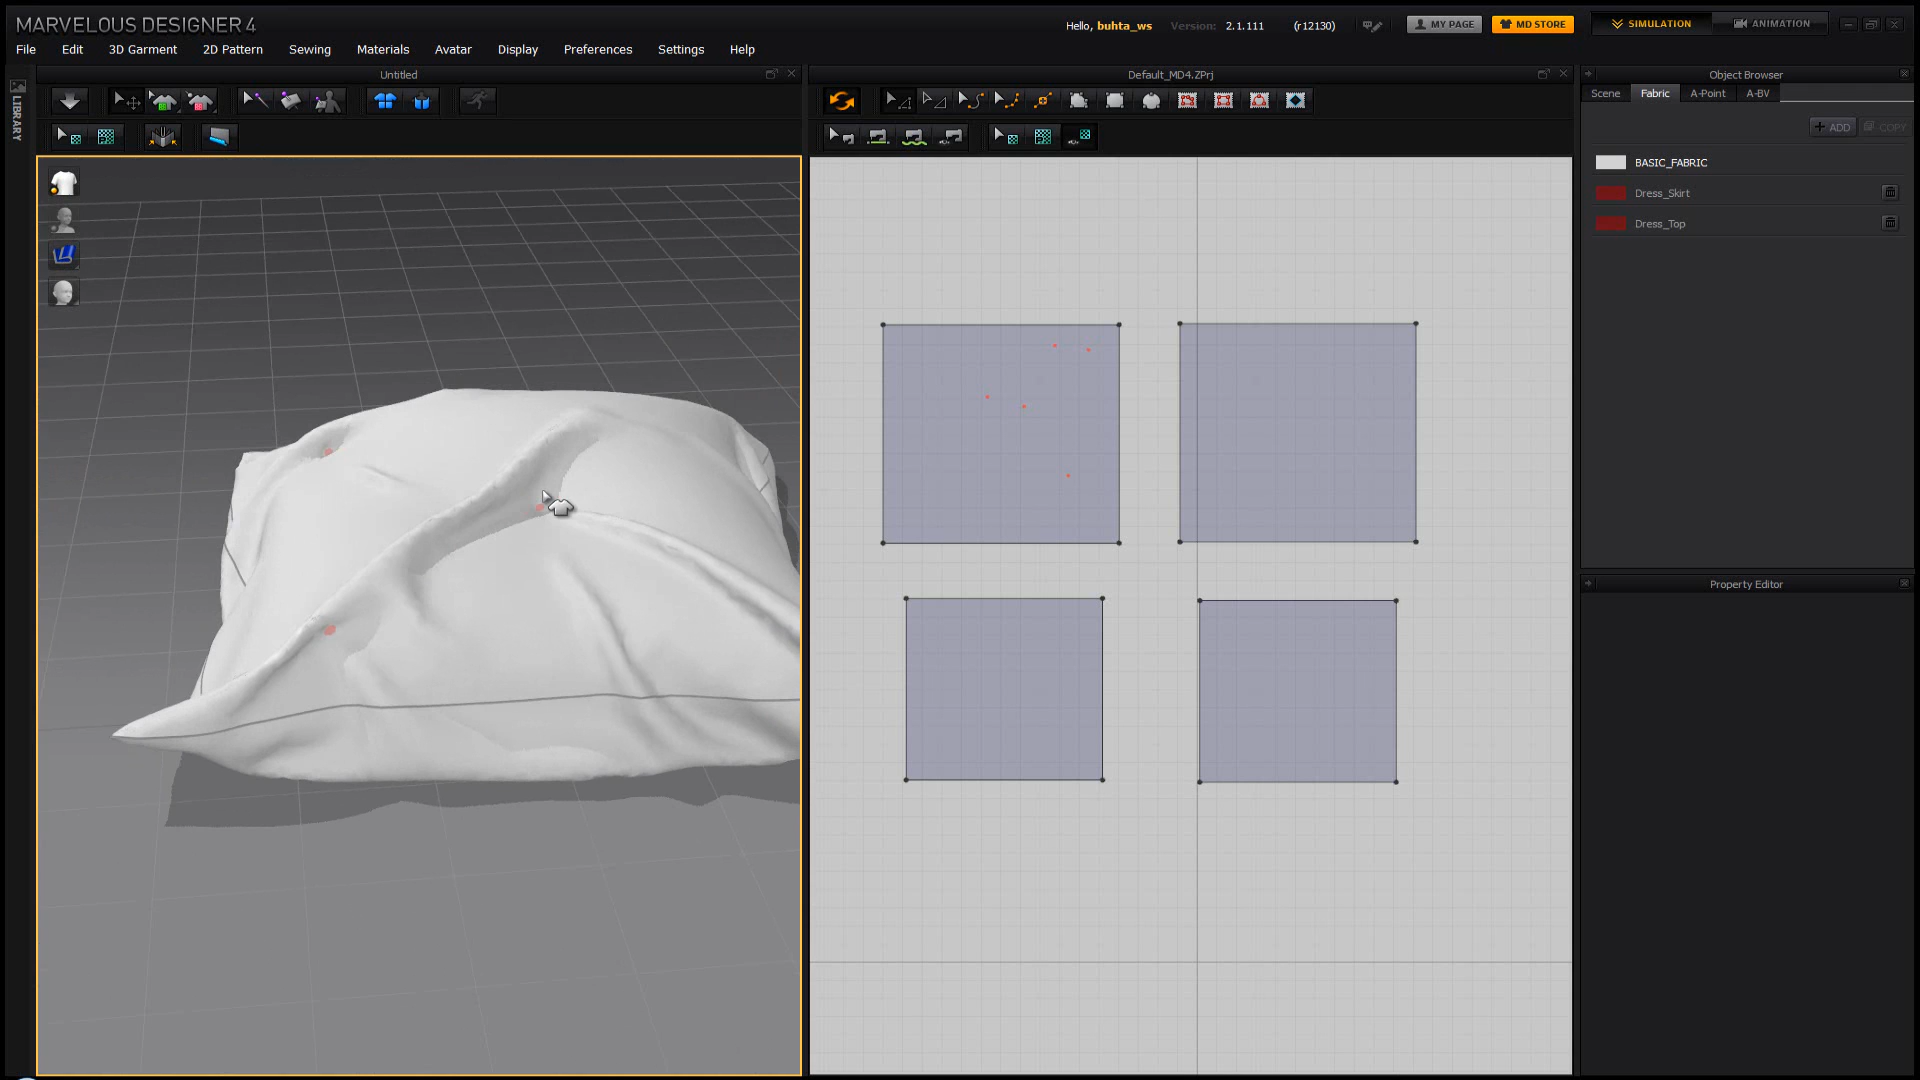 MARVELOUS DESIGNER 4
Hello, buhta_ws Version: 2.1.111 (r12130) MY PAGE MD STORE SIMULATION ANIMATION
File Edit 3D Garment 2D Pattern Sewing Materials Avatar Display Preferences Settings Help
Untitled Default_MD4.ZPrj Object Browser
LIBRARY
Scene Fabric A-Point A-BV
+ ADD COPY
BASIC_FABRIC
Dress_Skirt
Dress_Top
Property Editor